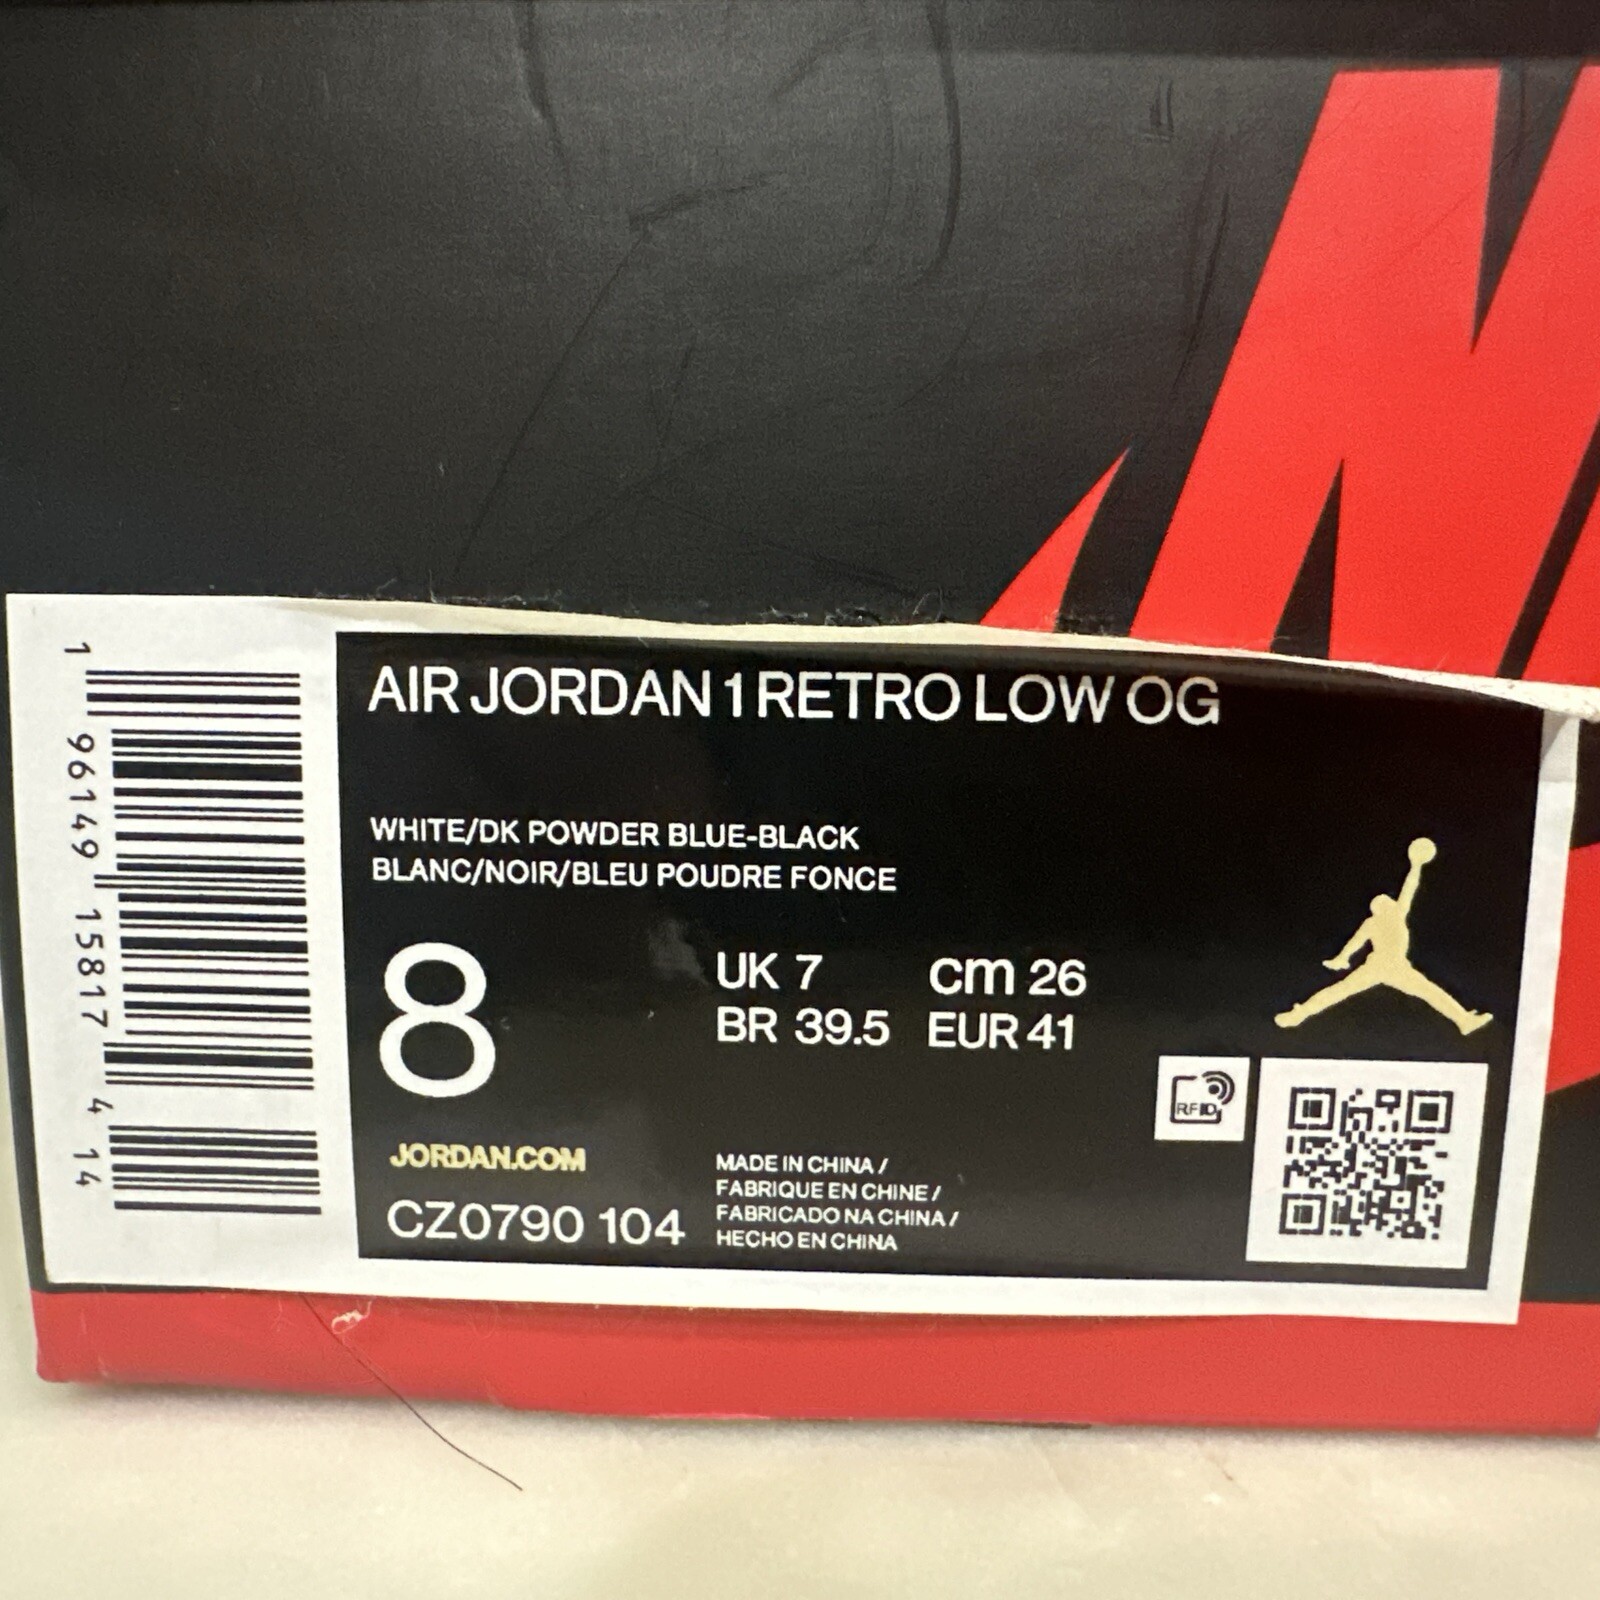 AIR JORDAN 1 RETRO LOW OG
WHITE/DK POWDER BLUE-BLACK
BLANC/NOIR/BLEU POUDRE FONCE
8
UK 7 cm 26
BR 39.5 EUR 41
RFID
JORDAN.COM
CZ0790 104
MADE IN CHINA /
FABRIQUE EN CHINE /
FABRICADO NA CHINA /
HECHO EN CHINA
1 96149 15817 4 14